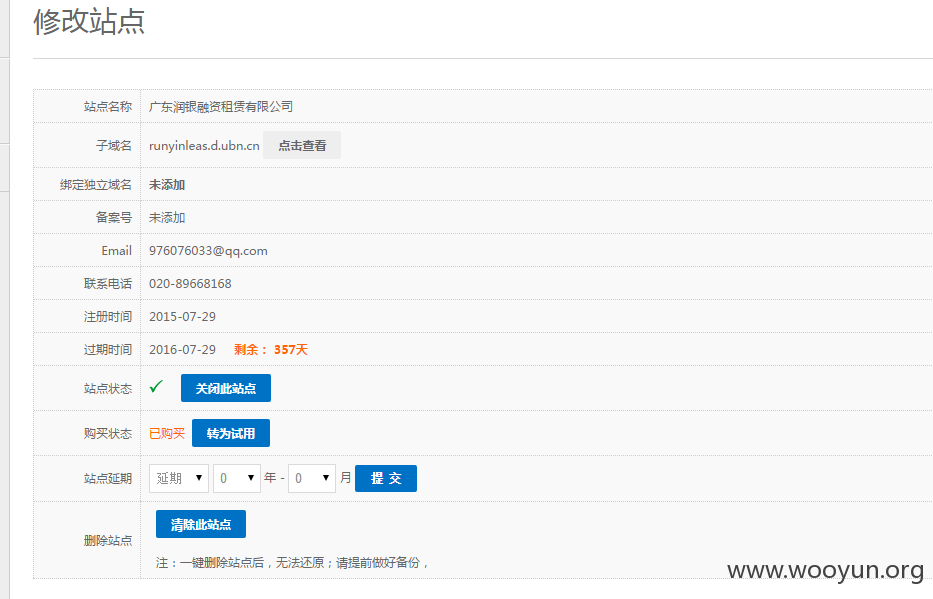 修改站点
站点名称 广东润银融资租赁有限公司
子域名 runyinleas.d.ubn.cn 点击查看
绑定独立域名 未添加
备案号 未添加
Email 976076033@qq.com
联系电话 020-89668168
注册时间 2015-07-29
过期时间 2016-07-29 剩余： 357天
站点状态 关闭此站点
购买状态 已购买 转为试用
站点延期 延期 0 年 - 0 月 提 交
删除站点 清除此站点
注：一键删除站点后，无法还原；请提前做好备份，
www.wooyun.org